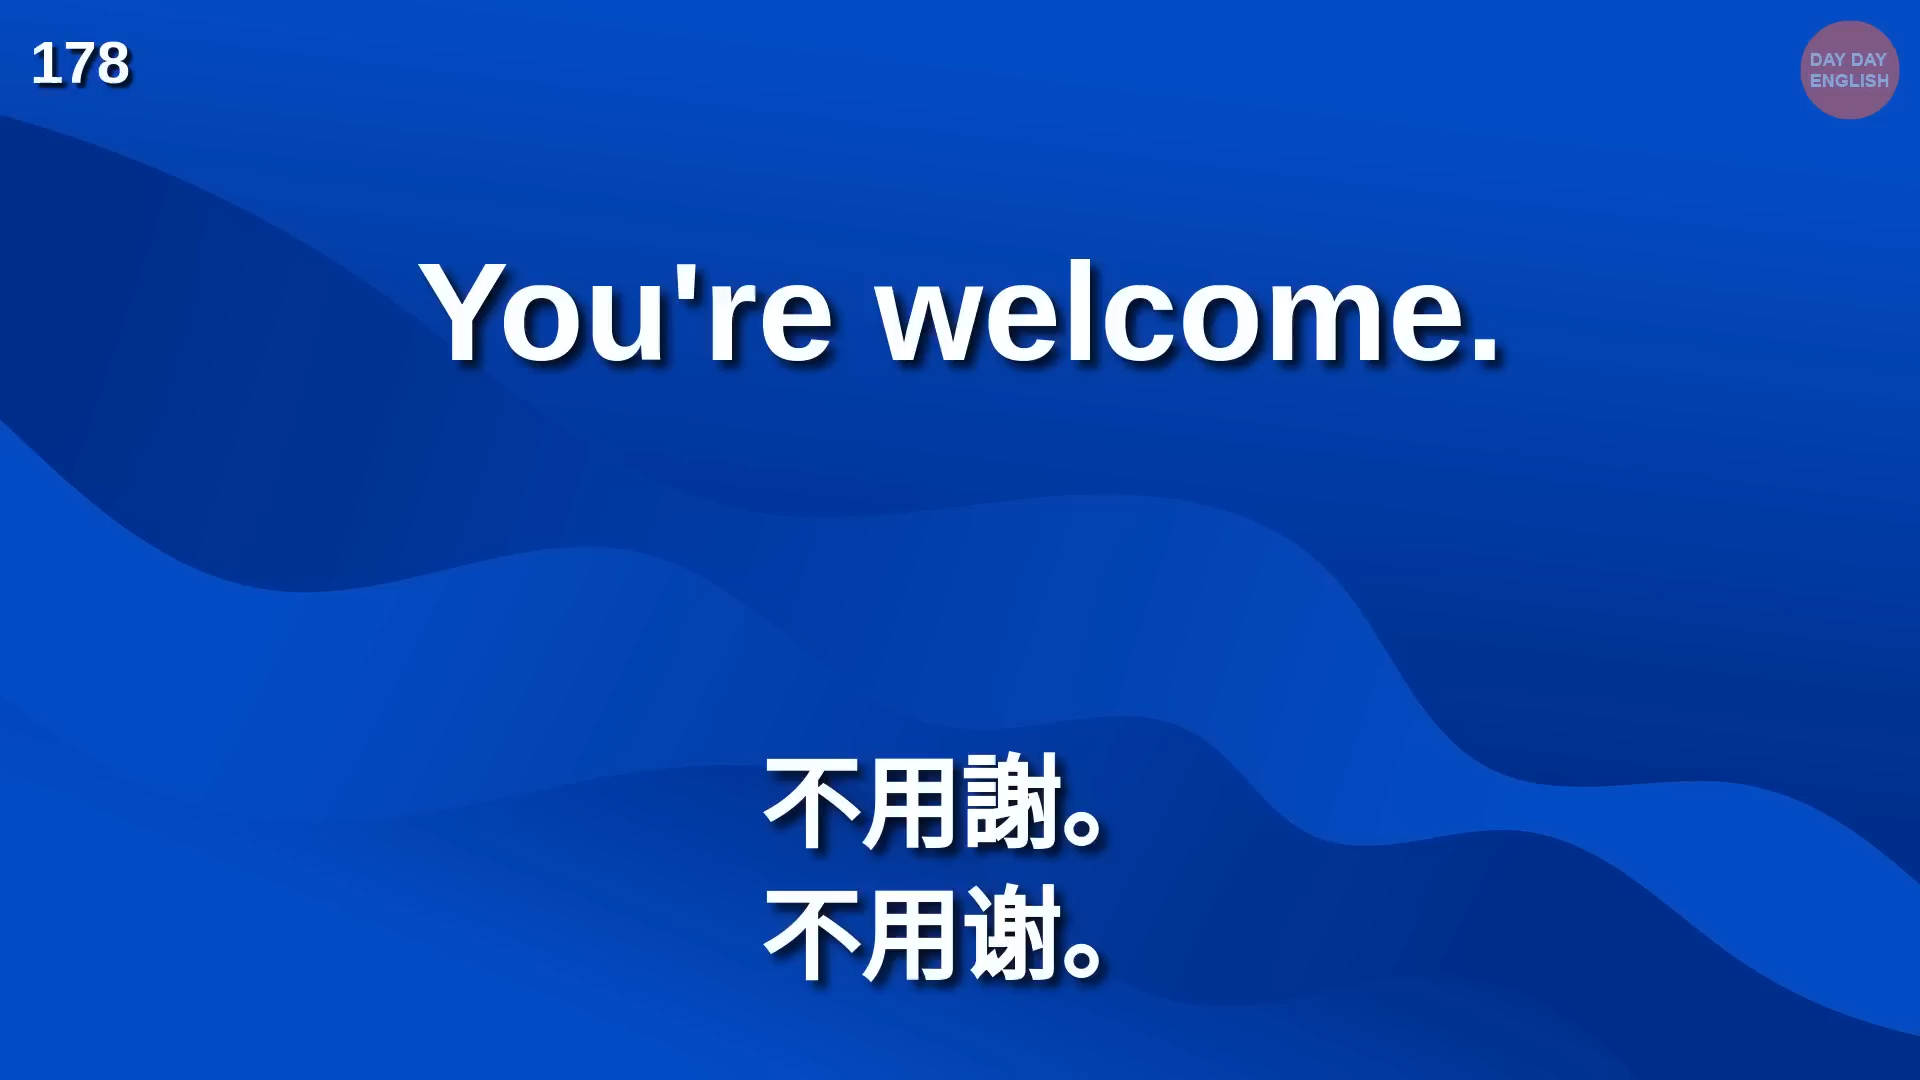 178
DAY DAY
ENGLISH
You're welcome.
不用謝。
不用谢。